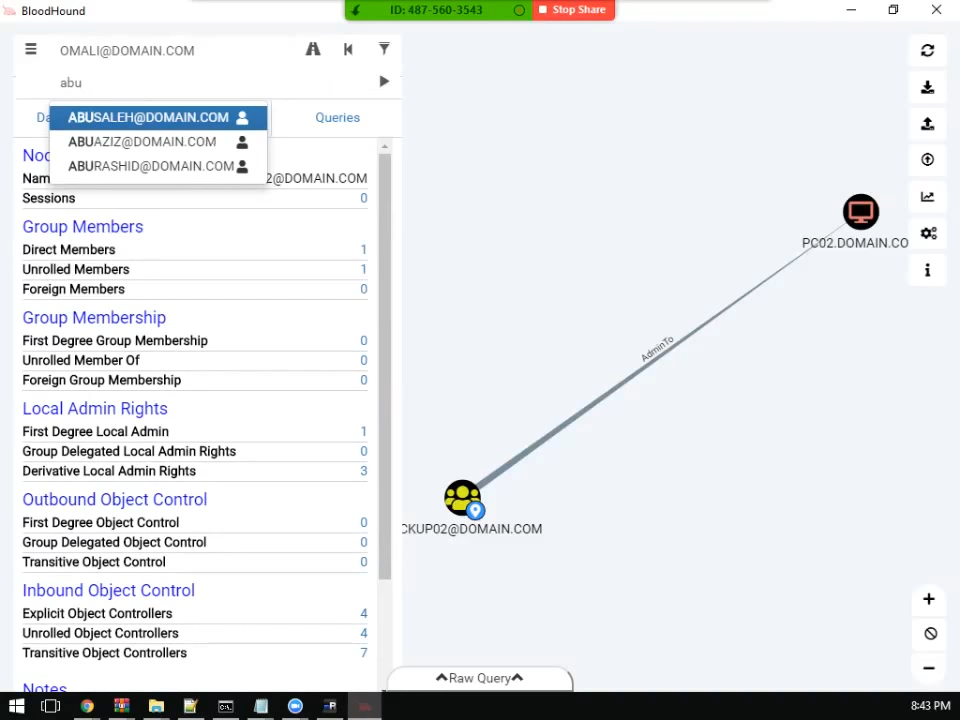 BloodHound
ID: 487-560-3543
Stop Share
OMALI@DOMAIN.COM
abu
ABUSALEH@DOMAIN.COM
ABUAZIZ@DOMAIN.COM
ABURASHID@DOMAIN.COM
Da
Queries
Nod
Nam
2@DOMAIN.COM
Sessions 0
Group Members
Direct Members 1
Unrolled Members 1
Foreign Members 0
Group Membership
First Degree Group Membership 0
Unrolled Member Of 0
Foreign Group Membership 0
Local Admin Rights
First Degree Local Admin 1
Group Delegated Local Admin Rights 0
Derivative Local Admin Rights 3
Outbound Object Control
First Degree Object Control 0
Group Delegated Object Control 0
Transitive Object Control 0
Inbound Object Control
Explicit Object Controllers 4
Unrolled Object Controllers 4
Transitive Object Controllers 7
Notes
PC02.DOMAIN.CO
AdminTo
CKUP02@DOMAIN.COM
Raw Query
8:43 PM